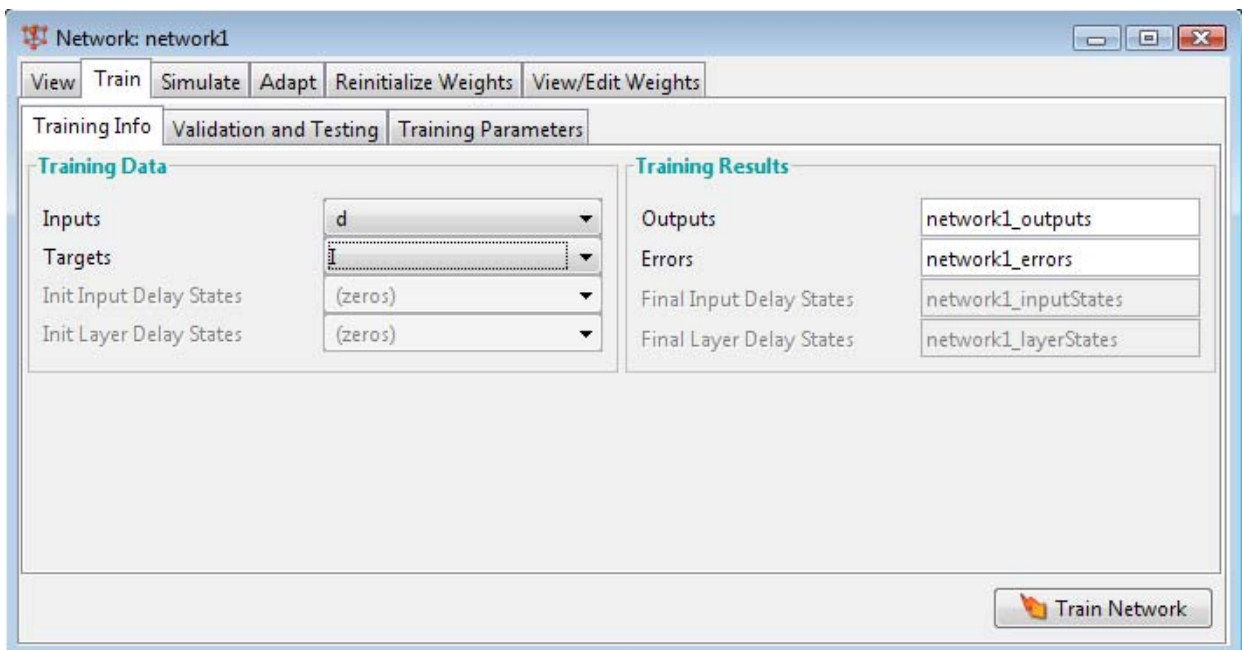 Network: network1
View Train Simulate Adapt Reinitialize Weights View/Edit Weights
Training Info Validation and Testing Training Parameters
Training Data
Inputs d
Targets I
Init Input Delay States (zeros)
Init Layer Delay States (zeros)
Training Results
Outputs network1_outputs
Errors network1_errors
Final Input Delay States network1_inputStates
Final Layer Delay States network1_layerStates
Train Network